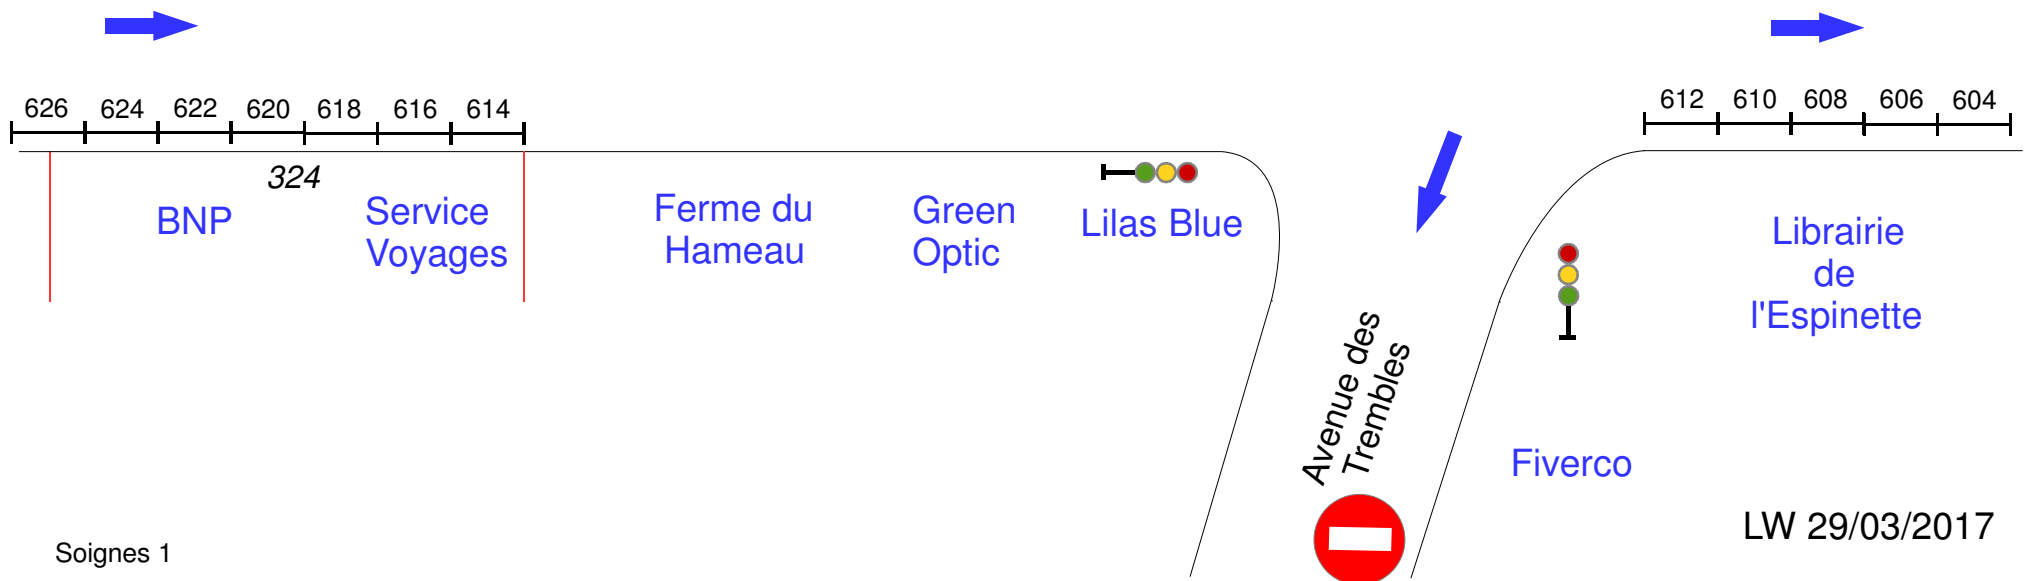 626 624 622 620 618 616 614
612 610 608 606 604
324
BNP
Service
Voyages
Ferme du
Hameau
Green
Optic
Lilas Blue
Librairie
de
l'Espinette
Avenue des
Trembles
Fiverco
LW 29/03/2017
Soignes 1